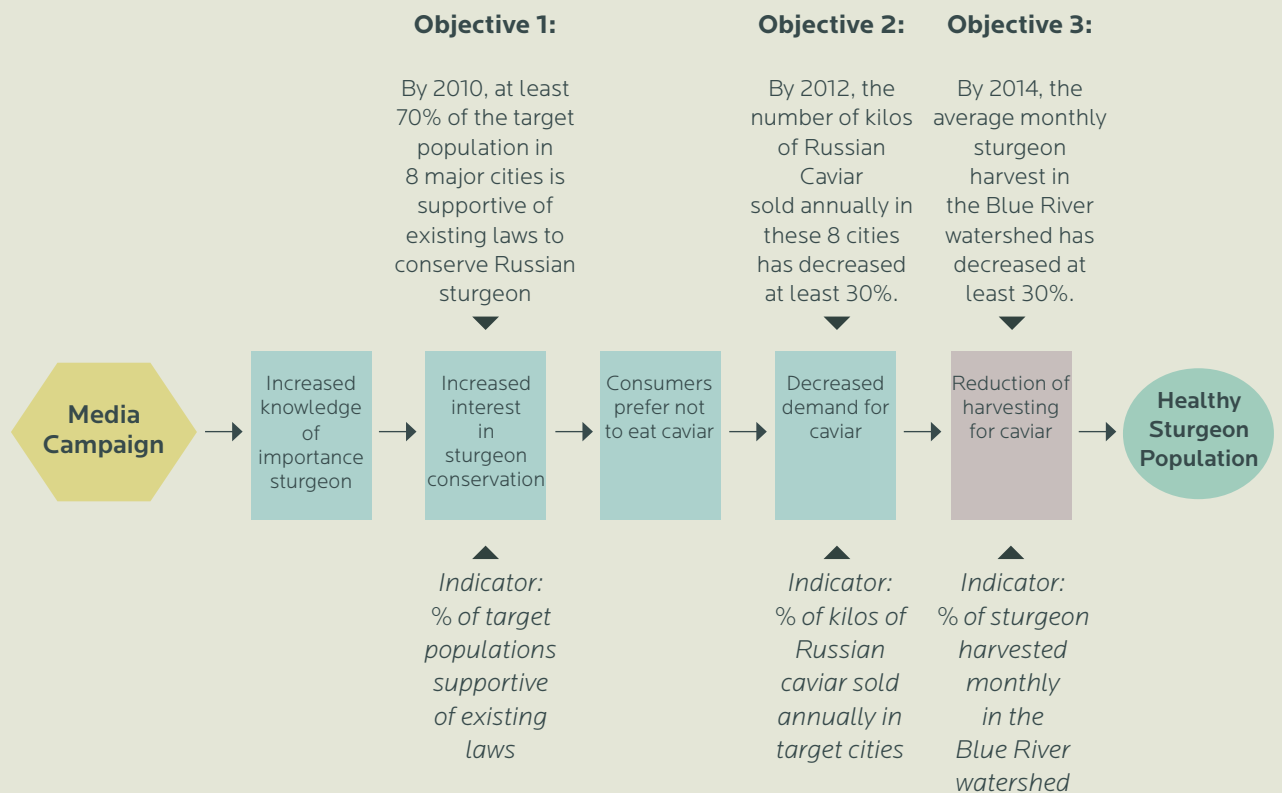 Objective 1:
By 2010, at least
70% of the target
population in
8 major cities is
supportive of
existing laws to
conserve Russian
sturgeon
Objective 2:
By 2012, the
number of kilos
of Russian
Caviar
sold annually in
these 8 cities
has decreased
at least 30%.
Objective 3:
By 2014, the
average monthly
sturgeon
harvest in
the Blue River
watershed has
decreased at
least 30%.
Media
Campaign
Increased
knowledge
of
importance
sturgeon
Increased
interest
in
sturgeon
conservation
Consumers
prefer not
to eat caviar
Decreased
demand for
caviar
Reduction of
harvesting
for caviar
Healthy
Sturgeon
Population
Indicator:
% of target
populations
supportive
of existing
laws
Indicator:
% of kilos of
Russian
caviar sold
annually in
target cities
Indicator:
% of sturgeon
harvested
monthly
in the
Blue River
watershed